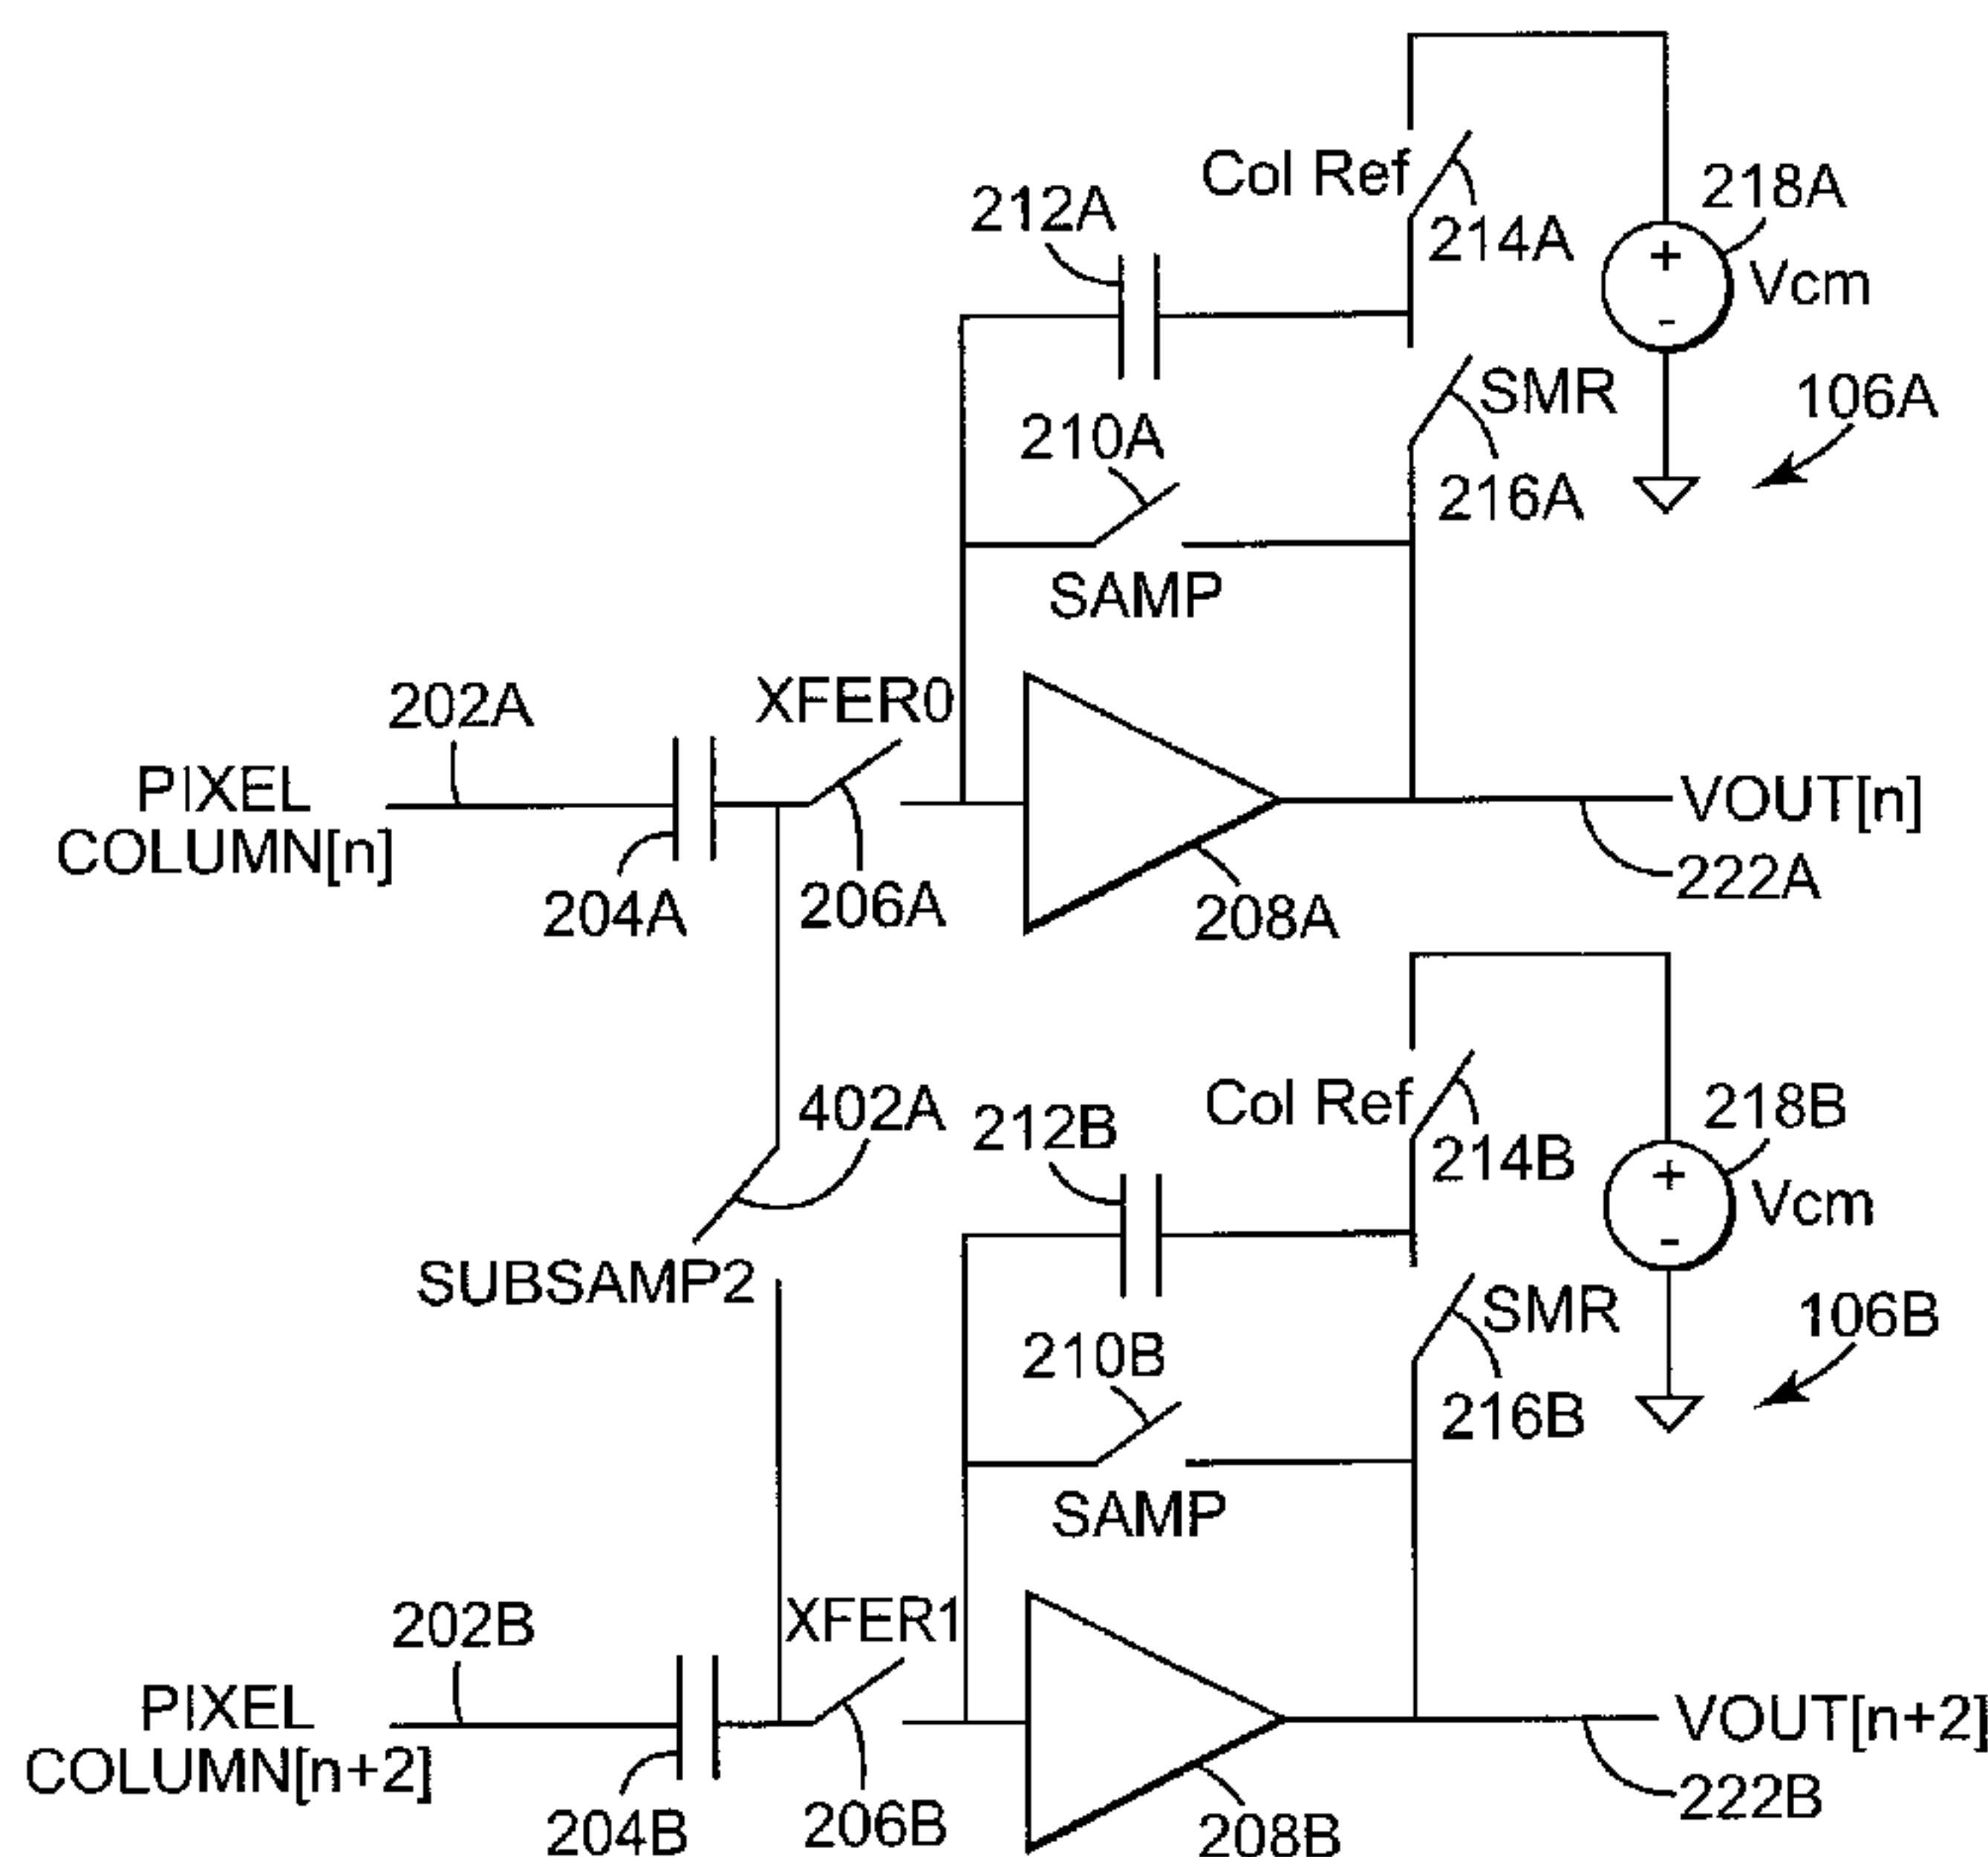 Col Ref
218A
212A
214A
Vcm
+
-
SMR
106A
210A
216A
SAMP
XFER0
202A
PIXEL
COLUMN[n]
VOUT[n]
222A
204A
206A
208A
402A
Col Ref
218B
212B
214B
Vcm
+
-
SUBSAMP2
SMR
106B
210B
216B
SAMP
XFER1
202B
PIXEL
COLUMN[n+2]
VOUT[n+2]
222B
204B
206B
208B